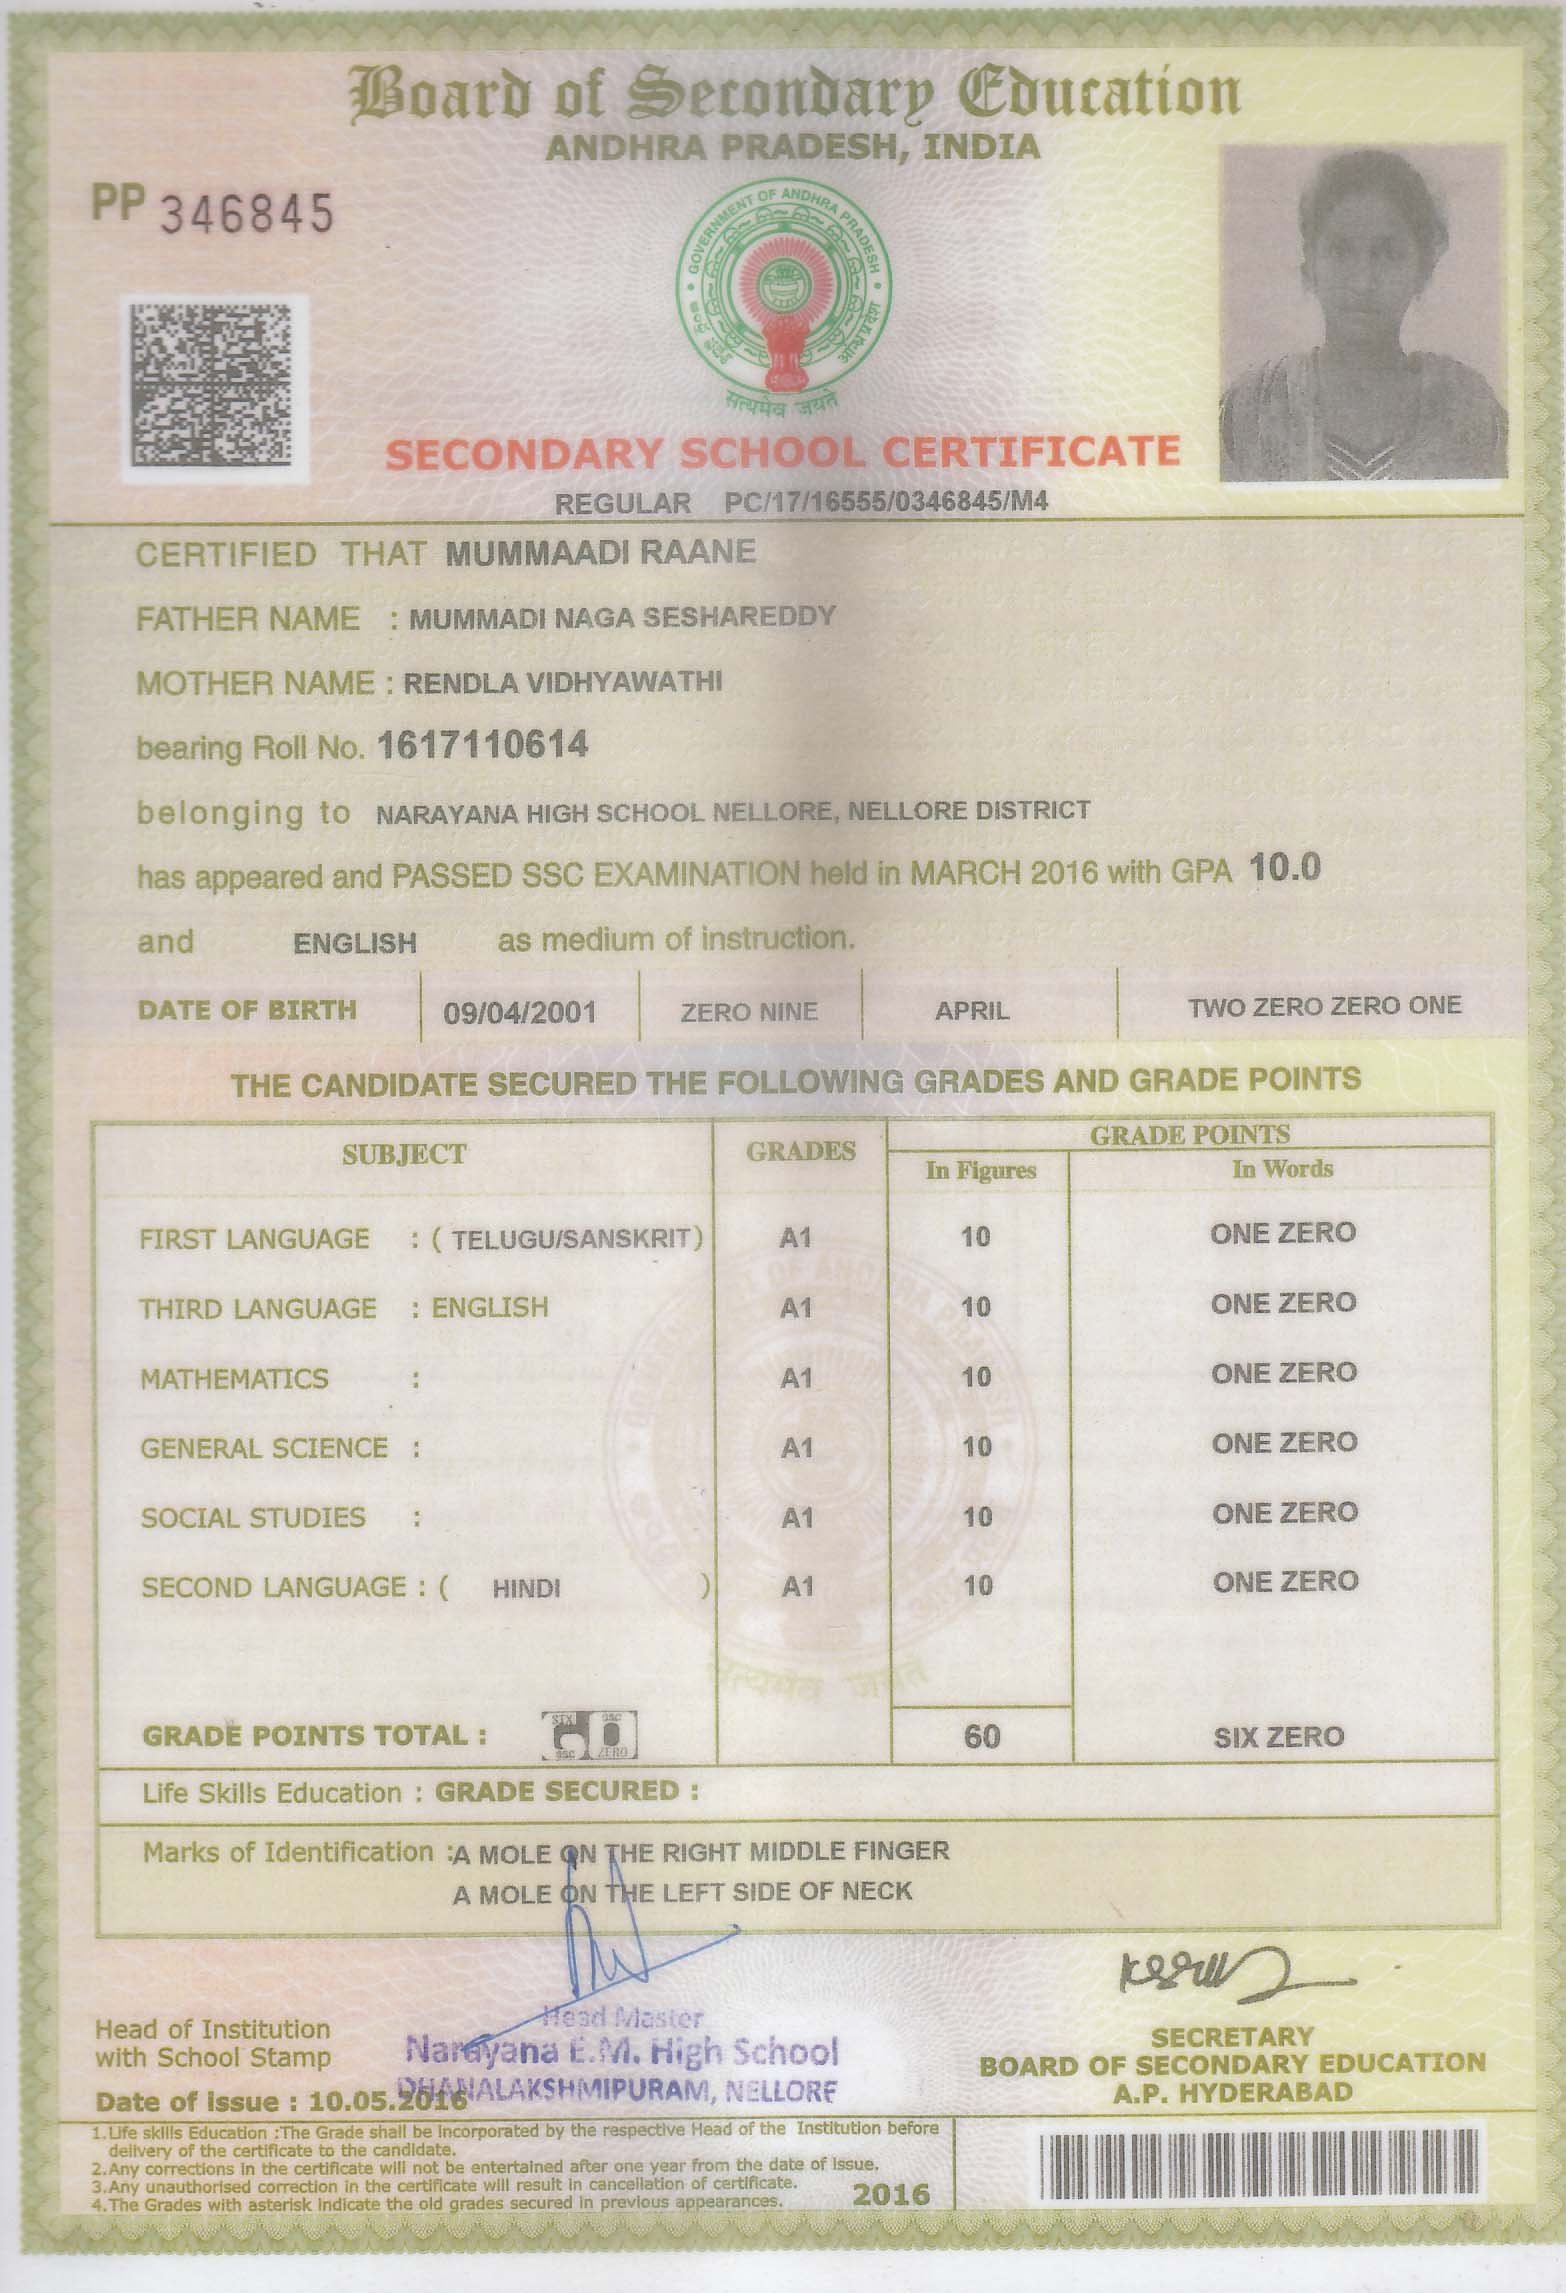 Board of Secondary Education
ANDHRA PRADESH, INDIA
PP 346845
GOVERNMENT OF ANDHRA PRADESH
सत्यमेव जयते
SECONDARY SCHOOL CERTIFICATE
REGULAR PC/17/16555/0346845/M4
CERTIFIED THAT MUMMAADI RAANE
FATHER NAME : MUMMADI NAGA SESHAREDDY
MOTHER NAME : RENDLA VIDHYAWATHI
bearing Roll No. 1617110614
belonging to NARAYANA HIGH SCHOOL NELLORE, NELLORE DISTRICT
has appeared and PASSED SSC EXAMINATION held in MARCH 2016 with GPA 10.0
and ENGLISH as medium of instruction.
DATE OF BIRTH 09/04/2001 ZERO NINE APRIL TWO ZERO ZERO ONE
THE CANDIDATE SECURED THE FOLLOWING GRADES AND GRADE POINTS
SUBJECT GRADES GRADE POINTS
In Figures In Words
FIRST LANGUAGE : ( TELUGU/SANSKRIT) A1 10 ONE ZERO
THIRD LANGUAGE : ENGLISH A1 10 ONE ZERO
MATHEMATICS : A1 10 ONE ZERO
GENERAL SCIENCE : A1 10 ONE ZERO
SOCIAL STUDIES : A1 10 ONE ZERO
SECOND LANGUAGE : ( HINDI ) A1 10 ONE ZERO
GRADE POINTS TOTAL : SIX SSC 60 SSC ZERO 60 SIX ZERO
Life Skills Education : GRADE SECURED :
Marks of Identification :A MOLE ON THE RIGHT MIDDLE FINGER
A MOLE ON THE LEFT SIDE OF NECK
Head Master
Narayana E.M. High School
DHANALAKSHMIPURAM, NELLORE
Head of Institution
with School Stamp
Date of issue : 10.05.2016
SECRETARY
BOARD OF SECONDARY EDUCATION
A.P. HYDERABAD
1.Life skills Education :The Grade shall be incorporated by the respective Head of the Institution before
delivery of the certificate to the candidate.
2.Any corrections in the certificate will not be entertained after one year from the date of issue.
3.Any unauthorised correction in the certificate will result in cancellation of certificate.
4.The Grades with asterisk indicate the old grades secured in previous appearances.
2016